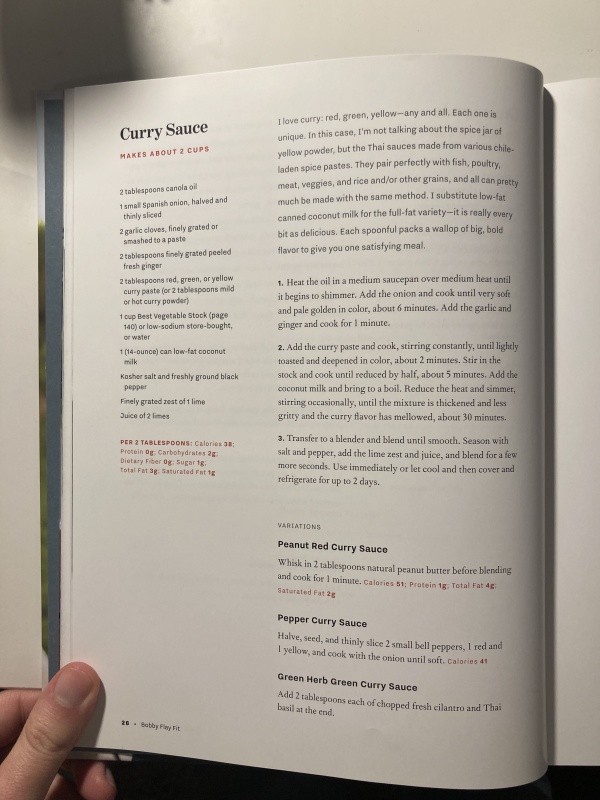 Curry Sauce
MAKES ABOUT 2 CUPS
2 tablespoons canola oil
1 small Spanish onion, halved and
thinly sliced
2 garlic cloves, finely grated or
smashed to a paste
2 tablespoons finely grated peeled
fresh ginger
2 tablespoons red, green, or yellow
curry paste (or 2 tablespoons mild
or hot curry powder)
1 cup Best Vegetable Stock (page
140) or low-sodium store-bought,
or water
1 (14-ounce) can low-fat coconut
milk
Kosher salt and freshly ground black
pepper
Finely grated zest of 1 lime
Juice of 2 limes
PER 2 TABLESPOONS: Calories 38;
Protein 0g; Carbohydrates 2g;
Dietary Fiber 0g; Sugar 1g;
Total Fat 3g; Saturated Fat 1g
I love curry: red, green, yellow—any and all. Each one is
unique. In this case, I'm not talking about the spice jar of
yellow powder, but the Thai sauces made from various chile-
laden spice pastes. They pair perfectly with fish, poultry,
meat, veggies, and rice and/or other grains, and all can pretty
much be made with the same method. I substitute low-fat
canned coconut milk for the full-fat variety—it is really every
bit as delicious. Each spoonful packs a wallop of big, bold
flavor to give you one satisfying meal.
1. Heat the oil in a medium saucepan over medium heat until
it begins to shimmer. Add the onion and cook until very soft
and pale golden in color, about 6 minutes. Add the garlic and
ginger and cook for 1 minute.
2. Add the curry paste and cook, stirring constantly, until lightly
toasted and deepened in color, about 2 minutes. Stir in the
stock and cook until reduced by half, about 5 minutes. Add the
coconut milk and bring to a boil. Reduce the heat and simmer,
stirring occasionally, until the mixture is thickened and less
gritty and the curry flavor has mellowed, about 30 minutes.
3. Transfer to a blender and blend until smooth. Season with
salt and pepper, add the lime zest and juice, and blend for a few
more seconds. Use immediately or let cool and then cover and
refrigerate for up to 2 days.
VARIATIONS
Peanut Red Curry Sauce
Whisk in 2 tablespoons natural peanut butter before blending
and cook for 1 minute. Calories 51; Protein 1g; Total Fat 4g;
Saturated Fat 2g
Pepper Curry Sauce
Halve, seed, and thinly slice 2 small bell peppers, 1 red and
1 yellow, and cook with the onion until soft. Calories 41
Green Herb Green Curry Sauce
Add 2 tablespoons each of chopped fresh cilantro and Thai
basil at the end.
26 • Bobby Flay Fit